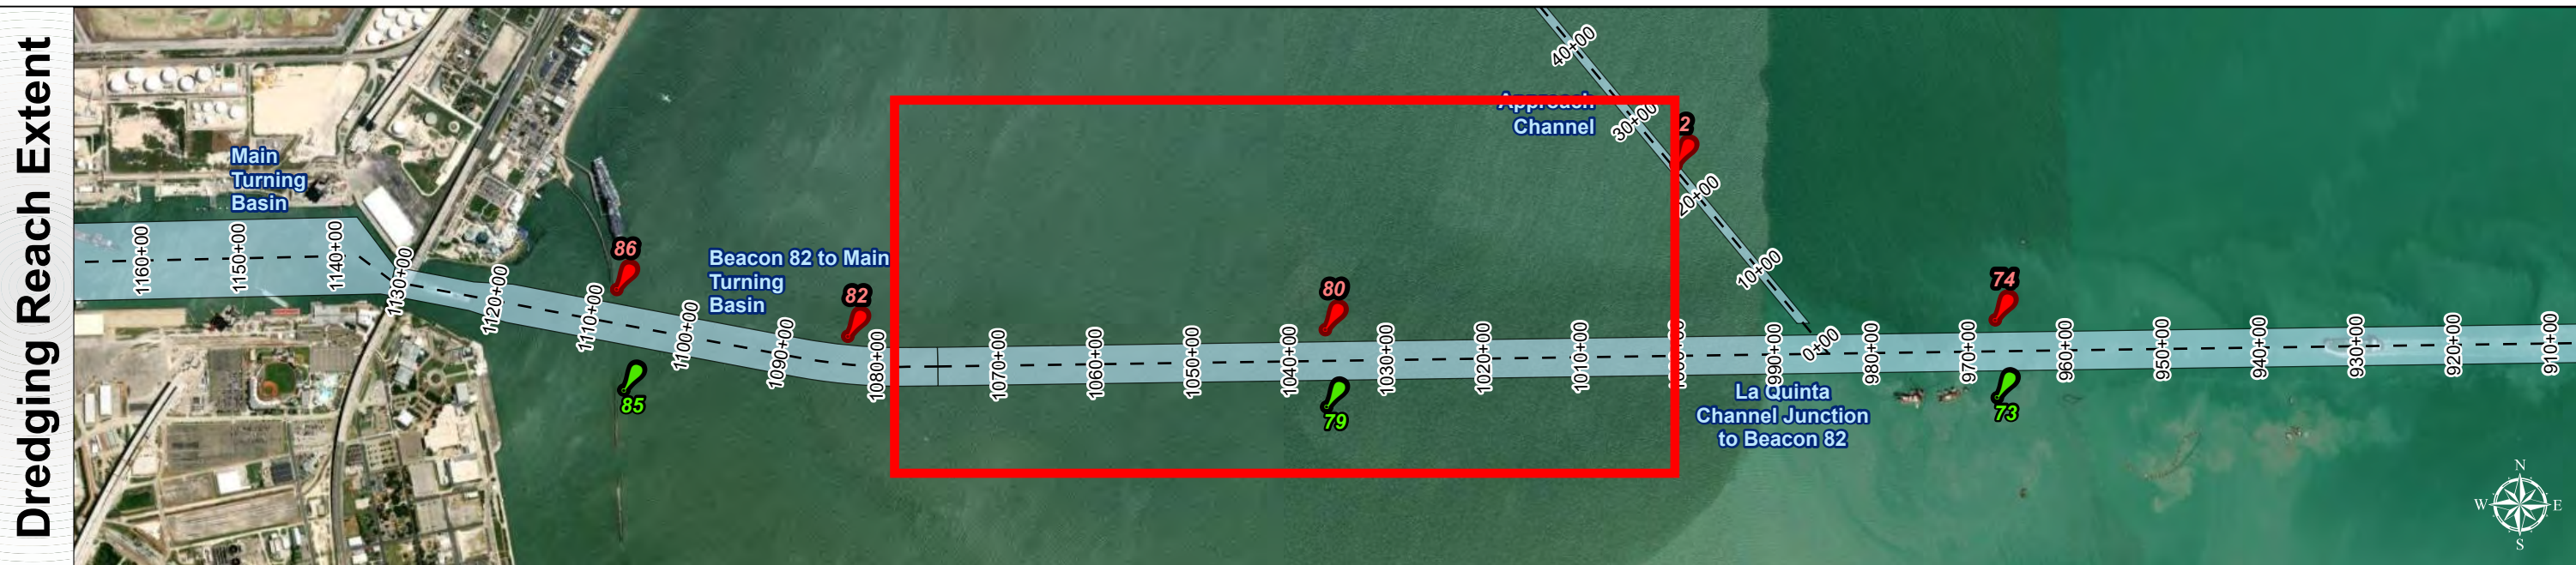 Dredging Reach Extent
Main
Turning
Basin
1160+00
1150+00
1140+00
1130+00
1120+00
1110+00
1100+00
1090+00
1080+00
1070+00
1060+00
1050+00
1040+00
1030+00
1020+00
1010+00
1000+00
990+00
980+00
970+00
960+00
950+00
940+00
930+00
920+00
910+00
86
85
Beacon 82 to Main
Turning
Basin
82
80
79
Approach
Channel
40+00
30+00
20+00
10+00
0+00
2
La Quinta
Channel Junction
to Beacon 82
74
73
N
W
E
S